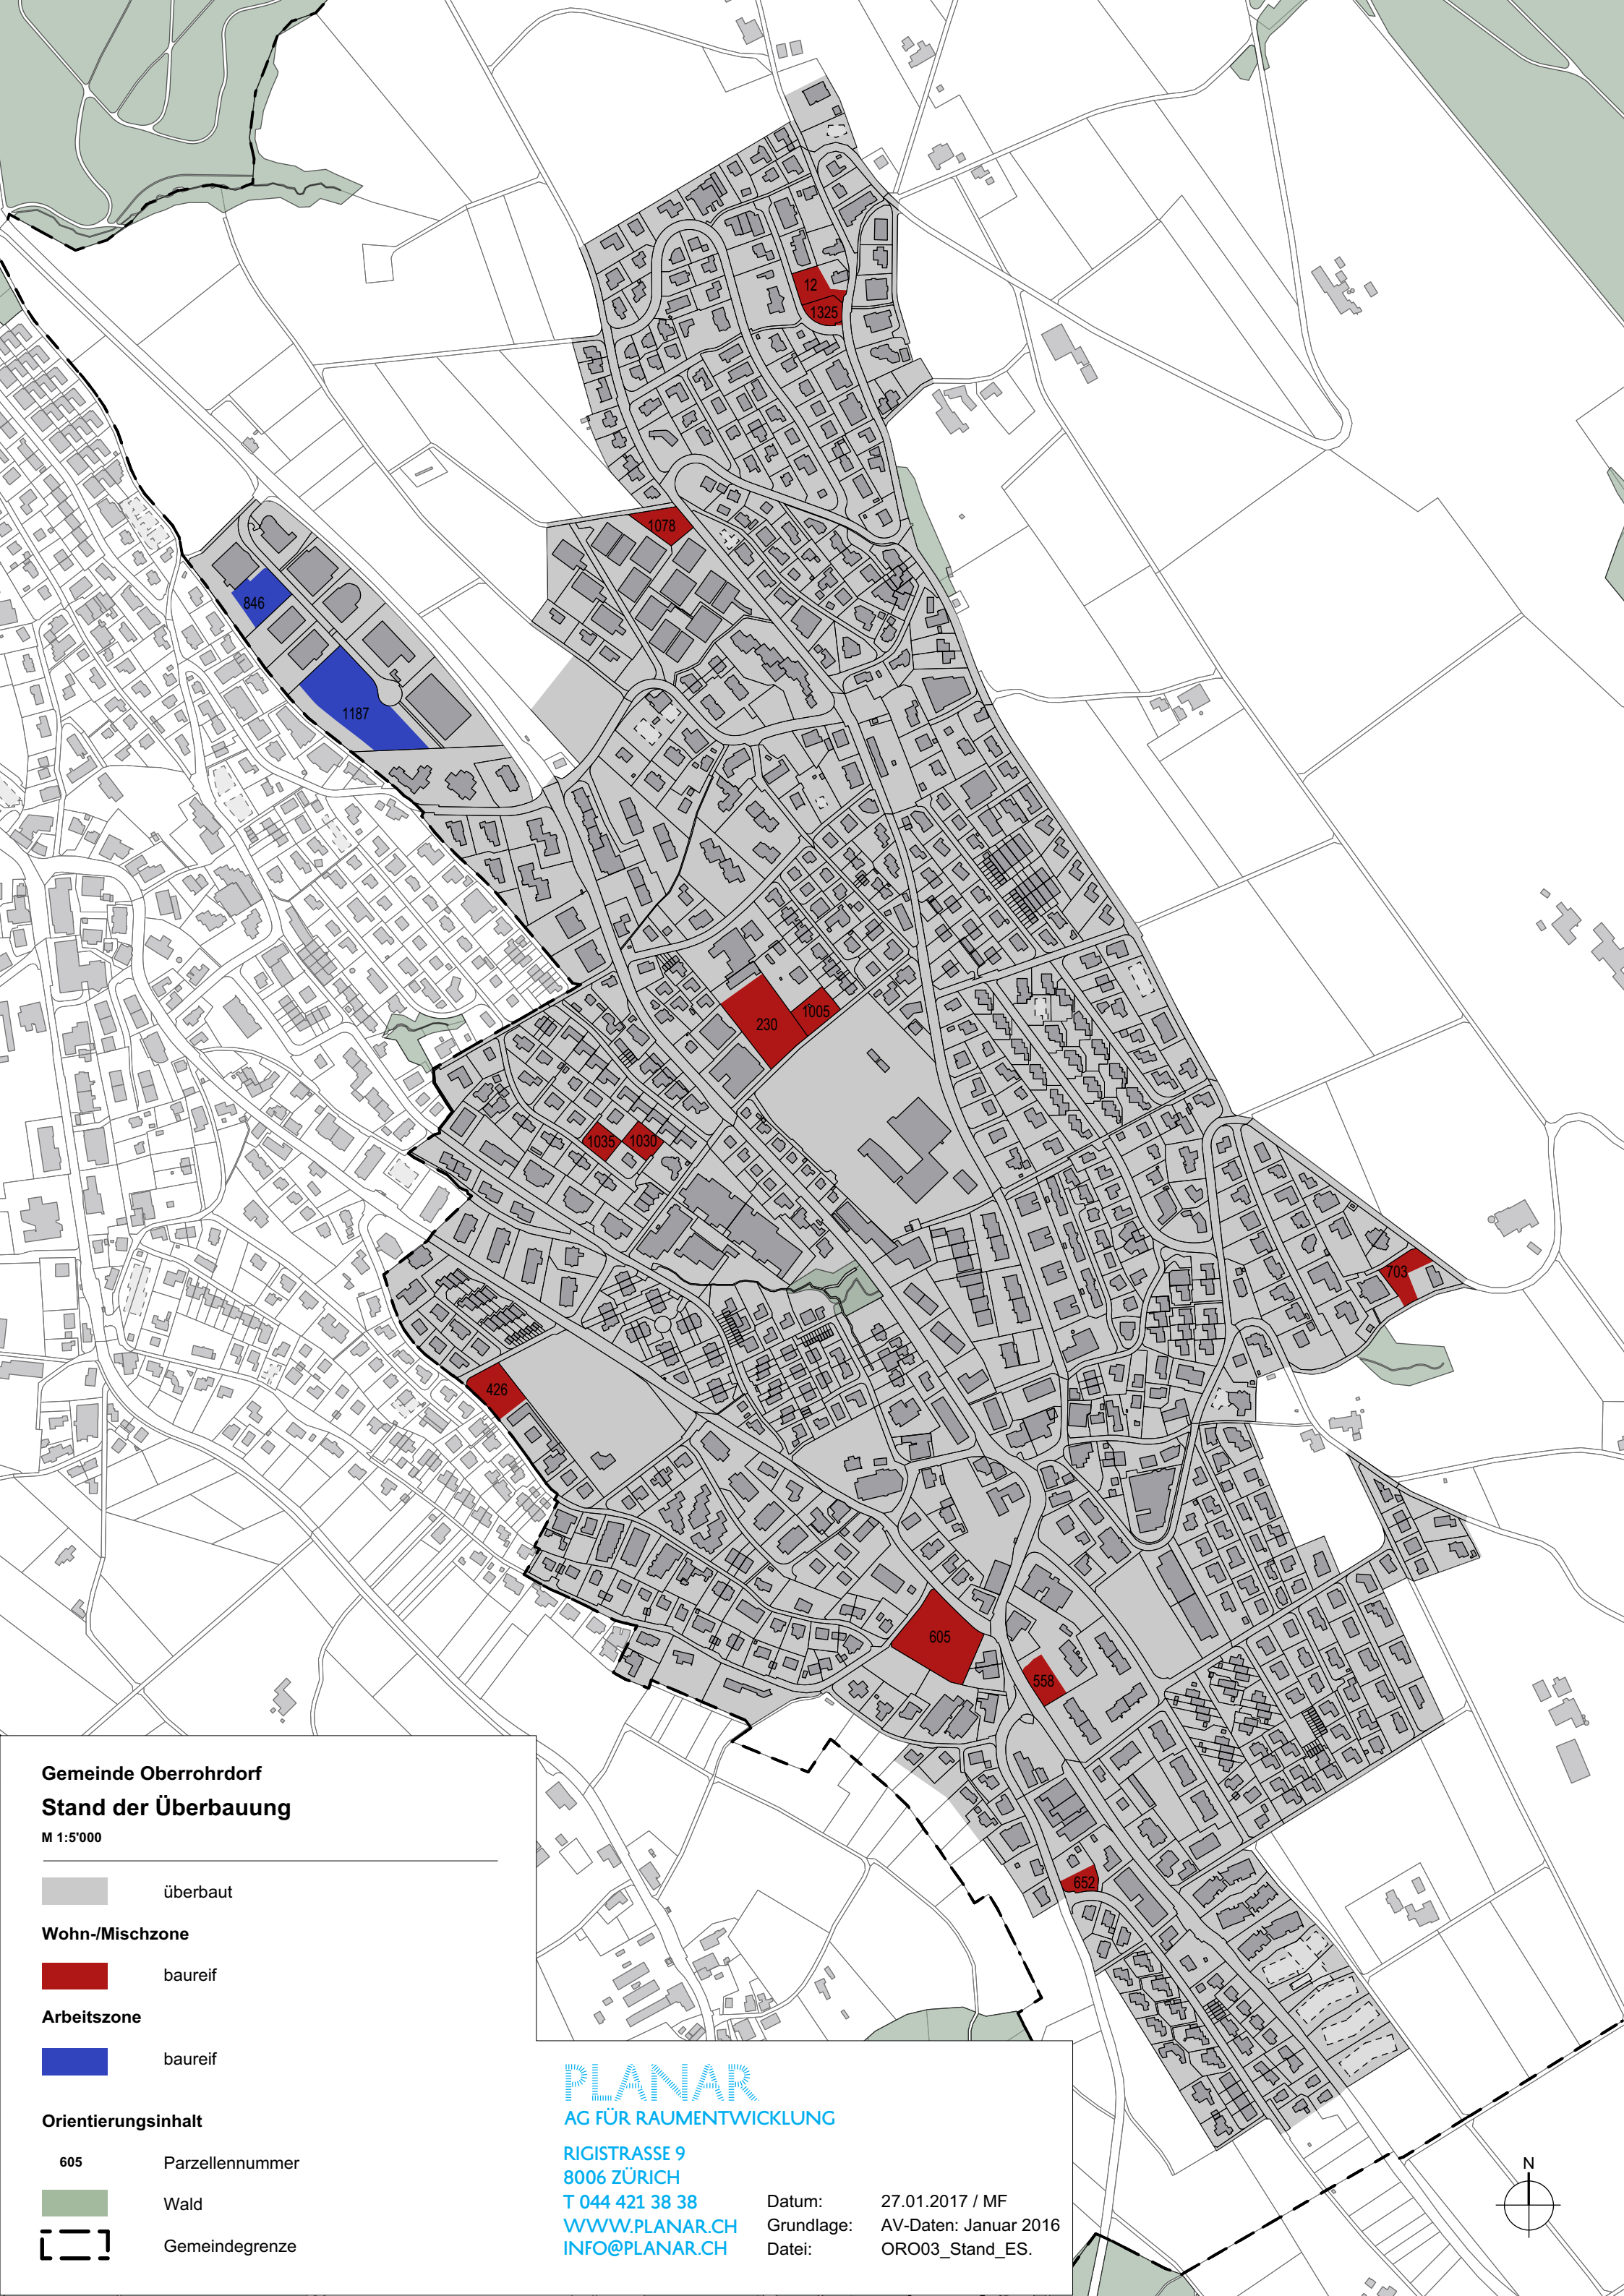 12
1325
1078
846
1187
230
1005
1035
1030
703
426
605
558
652
Gemeinde Oberrohrdorf
Stand der Überbauung
M 1:5'000
überbaut
Wohn-/Mischzone
baureif
Arbeitszone
baureif
Orientierungsinhalt
605 Parzellennummer
Wald
Gemeindegrenze
PLANAR
AG FÜR RAUMENTWICKLUNG
RIGISTRASSE 9
8006 ZÜRICH
T 044 421 38 38
WWW.PLANAR.CH
INFO@PLANAR.CH
Datum: 27.01.2017 / MF
Grundlage: AV-Daten: Januar 2016
Datei: ORO03_Stand_ES.
N